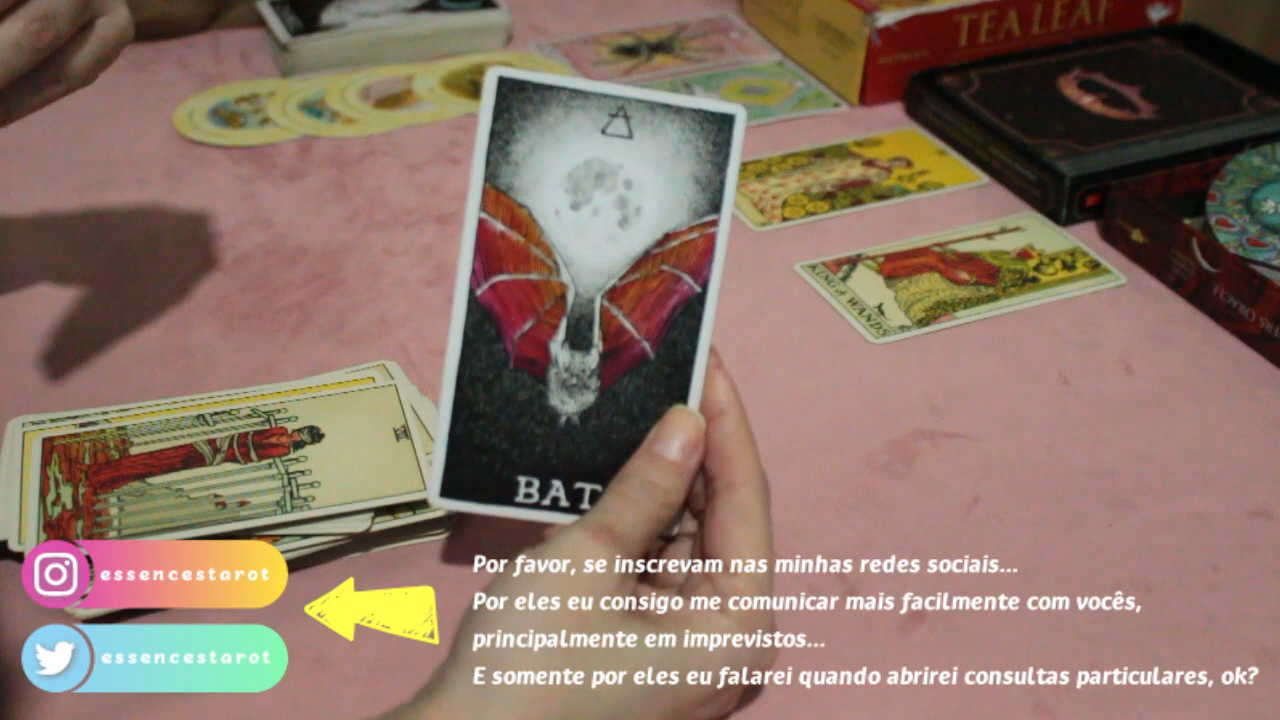 TEA LEAF
KING of WANDS.
BAT
essencestarot
essencestarot
Por favor, se inscrevam nas minhas redes sociais...
Por eles eu consigo me comunicar mais facilmente com vocês,
principalmente em imprevistos...
E somente por eles eu falarei quando abrirei consultas particulares, ok?